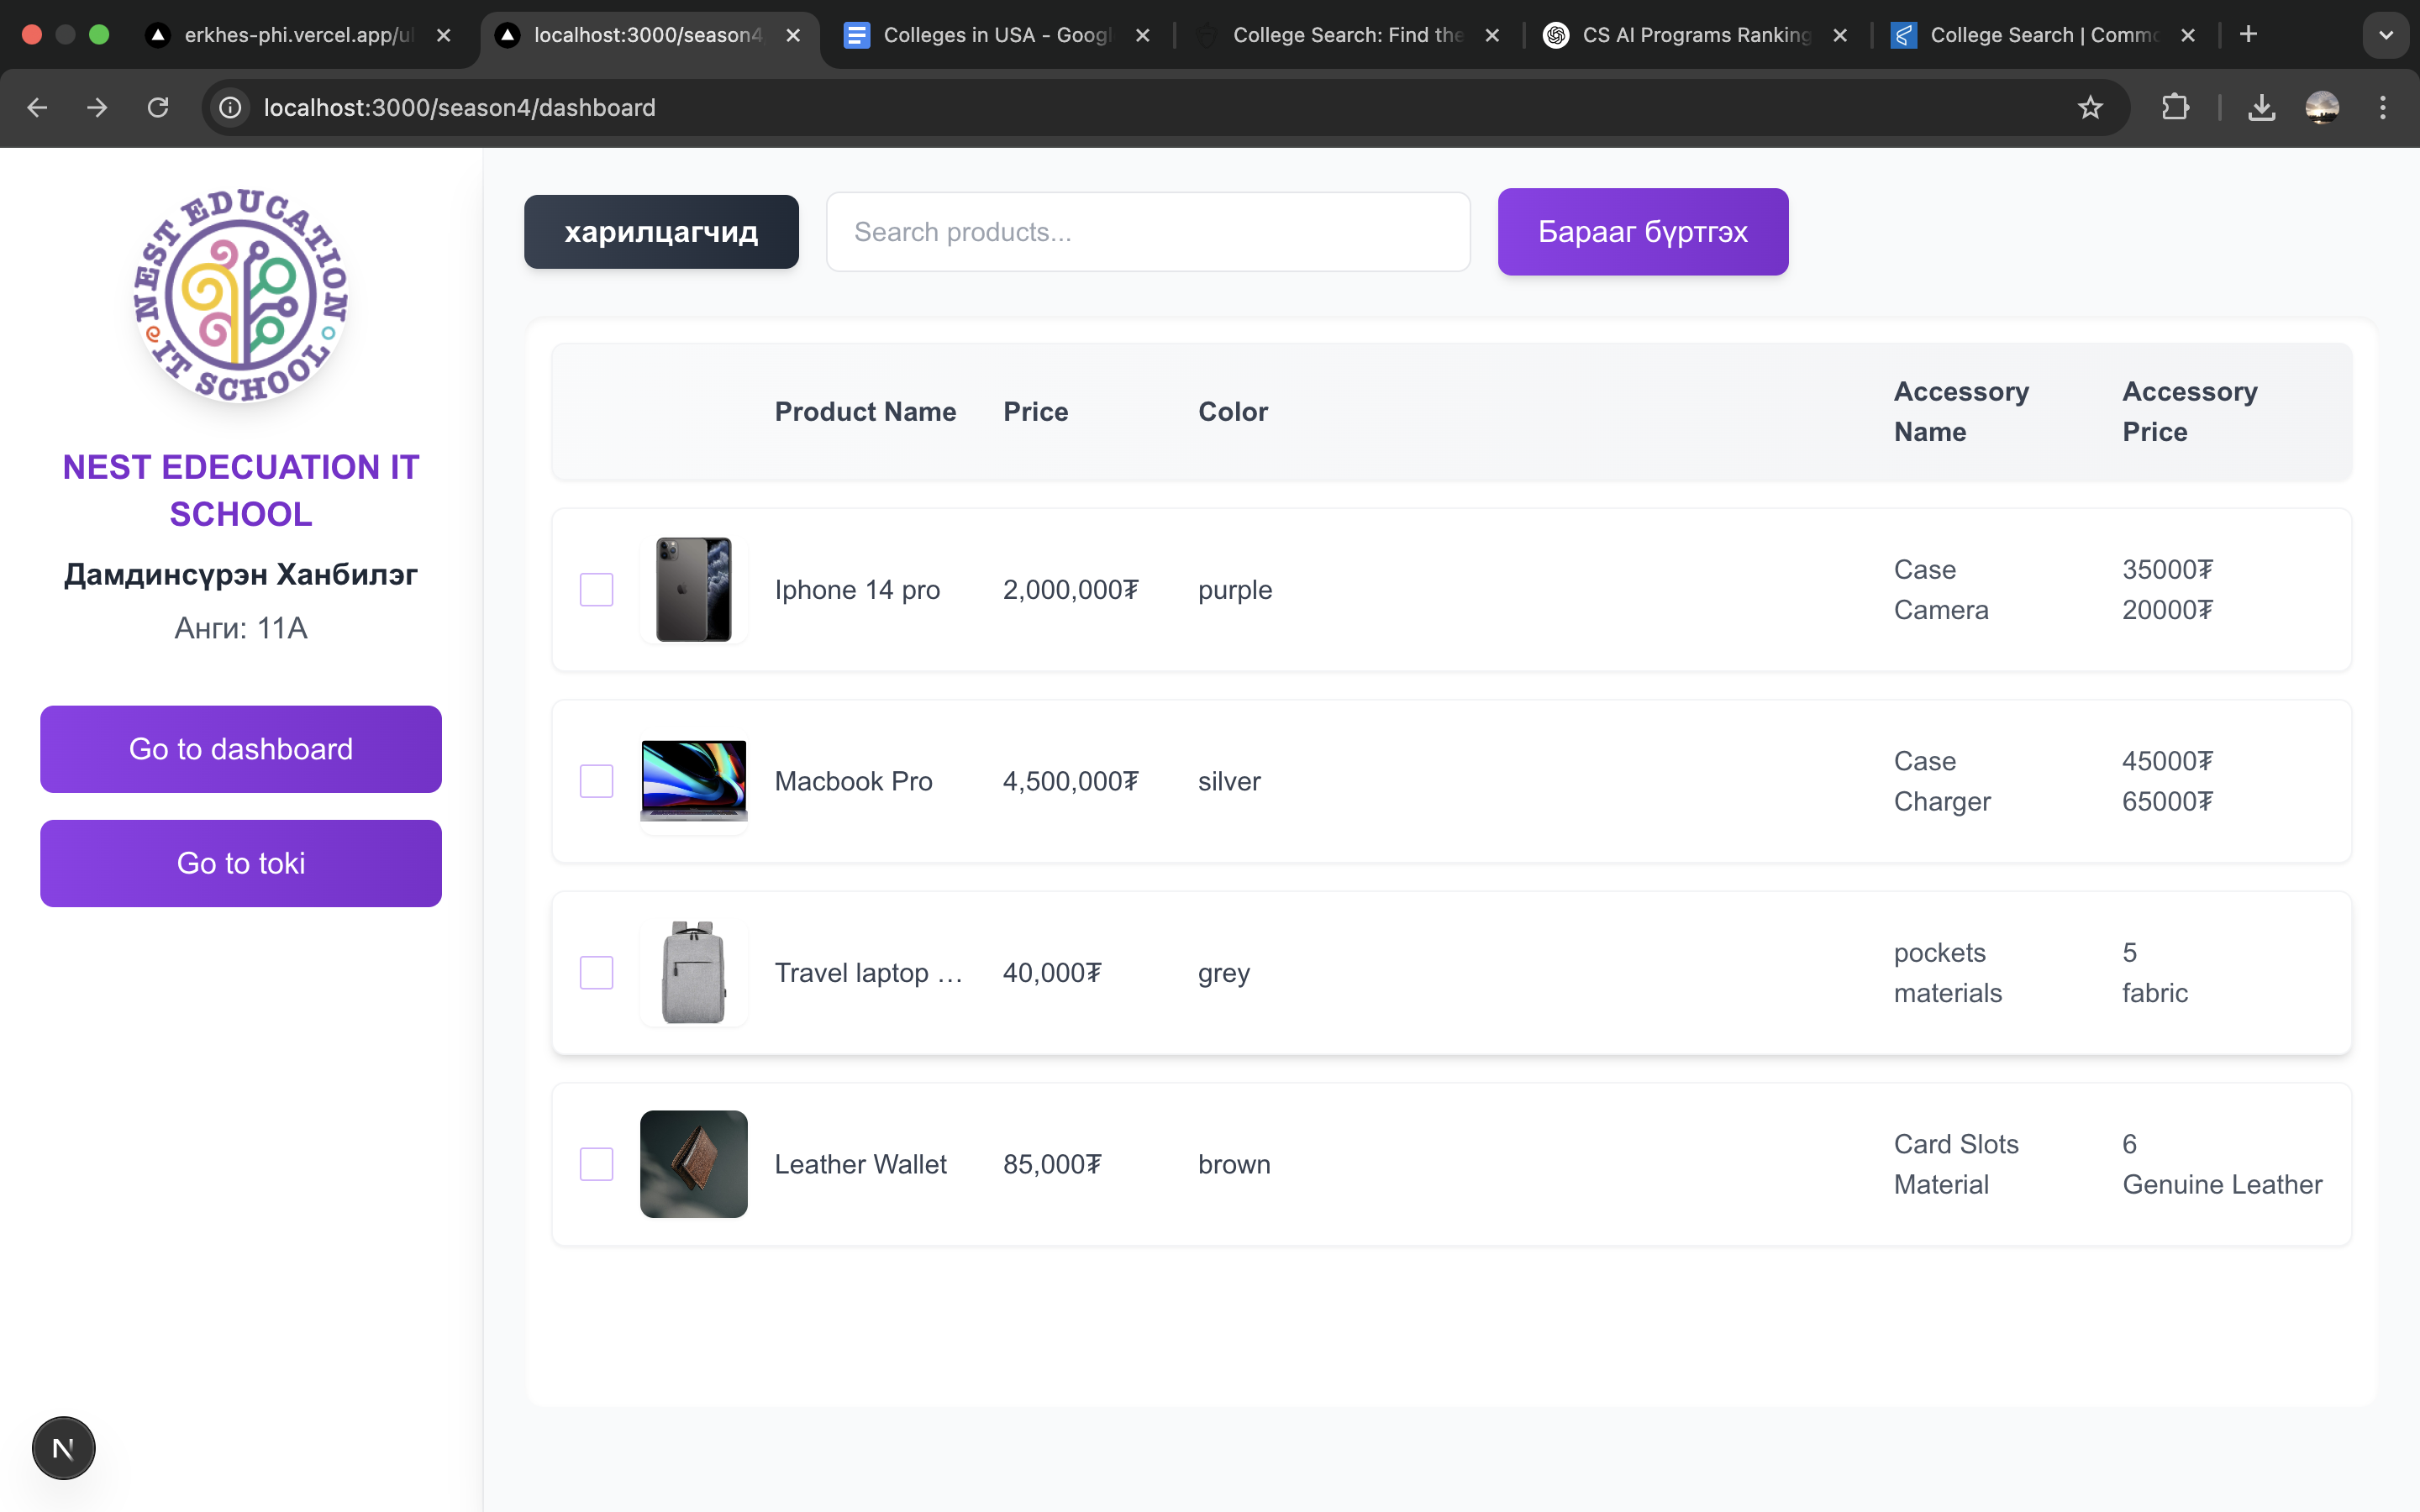 erkhes-phi.vercel.app/ul
localhost:3000/season4
Colleges in USA - Googl
College Search: Find the
CS AI Programs Ranking
College Search | Commo
localhost:3000/season4/dashboard
NEST EDUCATION
IT SCHOOL
NEST EDECUATION IT
SCHOOL
Дамдинсүрэн Ханбилэг
Анги: 11А
Go to dashboard
Go to toki
N
харилцагчид
Search products...
Барааг бүртгэх
Product Name Price Color Accessory Name Accessory Price
Iphone 14 pro 2,000,000₮ purple
Case 35000₮
Camera 20000₮
Macbook Pro 4,500,000₮ silver
Case 45000₮
Charger 65000₮
Travel laptop … 40,000₮ grey
pockets 5
materials fabric
Leather Wallet 85,000₮ brown
Card Slots 6
Material Genuine Leather